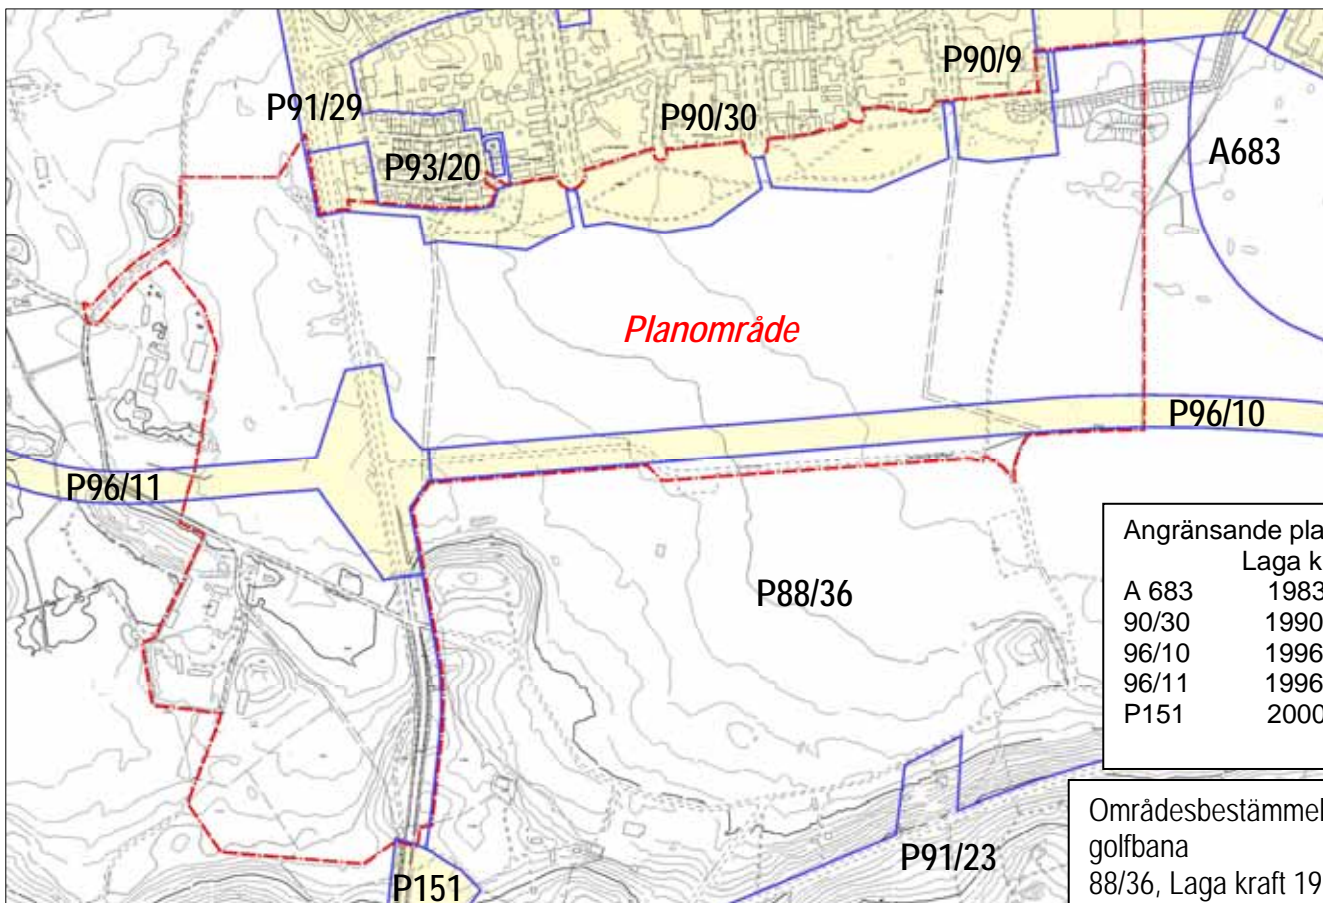 P90/9
P91/29
P90/30
A683
P93/20
Planområde
P96/10
P96/11
Angränsande pla
Laga k
P88/36
A 683 1983
90/30 1990
96/10 1996
96/11 1996
P151 2000
Områdesbestämmel
golfbana
P91/23
P151
88/36, Laga kraft 19